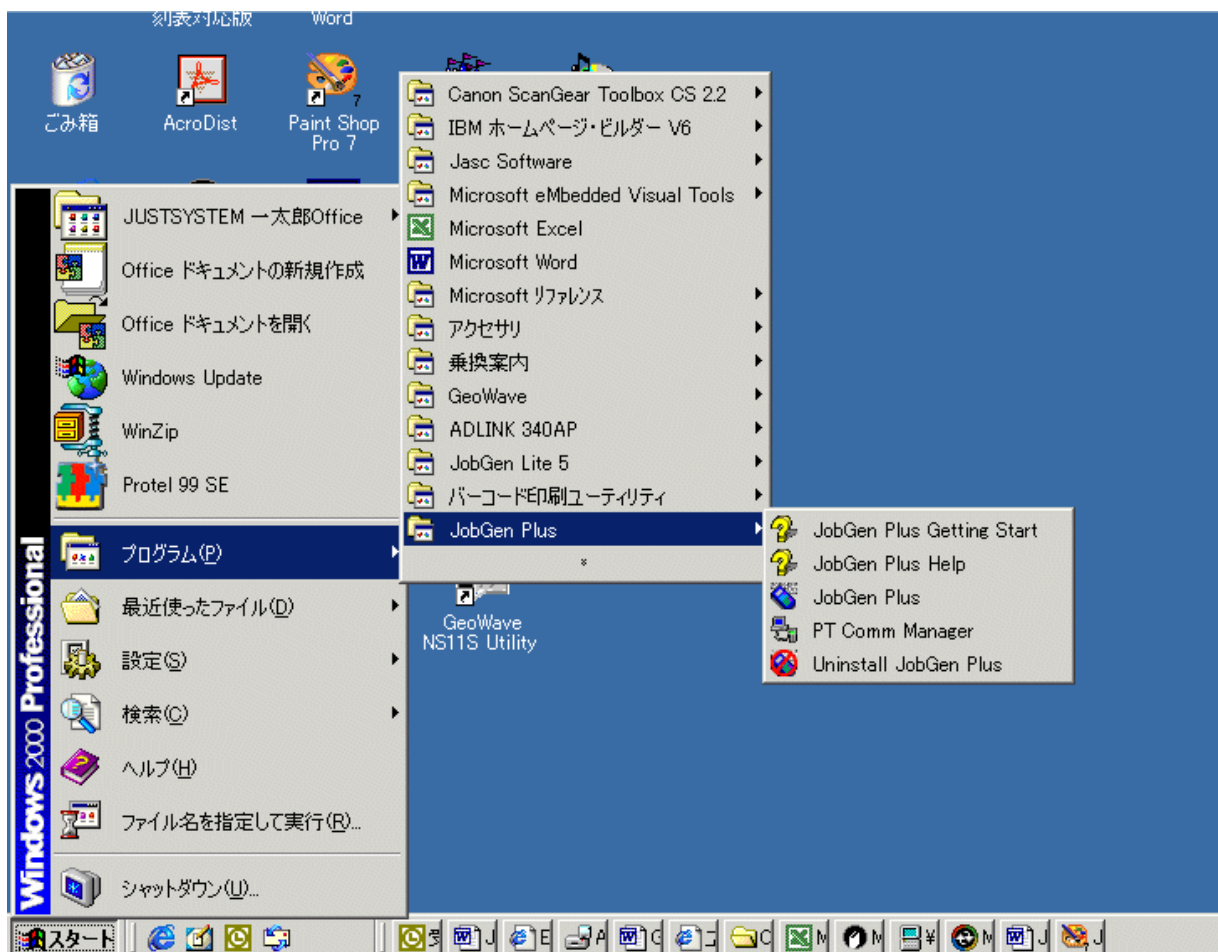 刻表対応版
Word
ごみ箱
AcroDist
Paint Shop
Pro 7
JUSTSYSTEM 一太郎Office
Office ドキュメントの新規作成
Office ドキュメントを開く
Windows Update
WinZip
Protel 99 SE
プログラム(P)
最近使ったファイル(D)
設定(S)
検索(C)
ヘルプ(H)
ファイル名を指定して実行(R)...
シャットダウン(U)...
Windows 2000 Professional
Canon ScanGear Toolbox CS 2.2
IBM ホームページ・ビルダー V6
Jasc Software
Microsoft eMbedded Visual Tools
Microsoft Excel
Microsoft Word
Microsoft リファレンス
アクセサリ
乗換案内
GeoWave
ADLINK 340AP
JobGen Lite 5
バーコード印刷ユーティリティ
JobGen Plus
JobGen Plus Getting Start
JobGen Plus Help
JobGen Plus
PT Comm Manager
Uninstall JobGen Plus
GeoWave
NS11S Utility
スタート